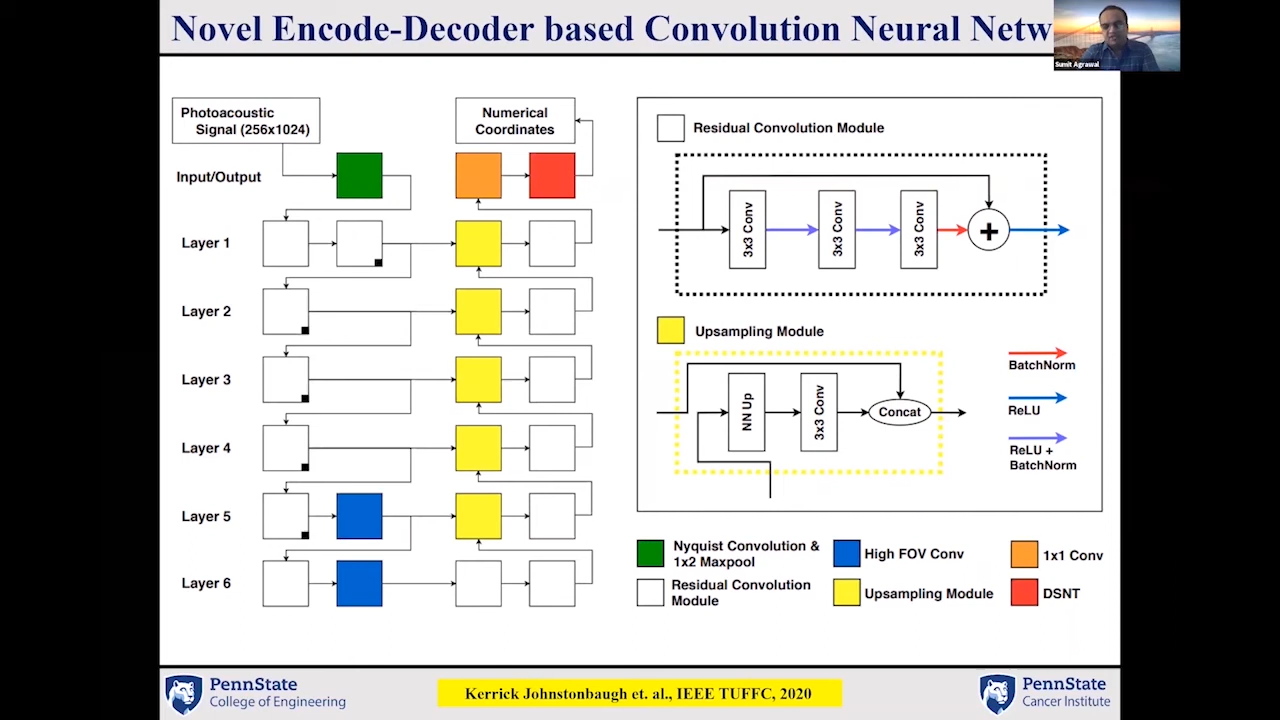 Novel Encode-Decoder based Convolution Neural Netw
Sumit Agrawal
Photoacoustic
Signal (256x1024)
Numerical
Coordinates
Input/Output
Layer 1
Layer 2
Layer 3
Layer 4
Layer 5
Layer 6
Residual Convolution Module
3x3 Conv
3x3 Conv
3x3 Conv
+
Upsampling Module
NN Up
3x3 Conv
Concat
BatchNorm
ReLU
ReLU +
BatchNorm
Nyquist Convolution &
1x2 Maxpool
High FOV Conv
1x1 Conv
Residual Convolution
Module
Upsampling Module
DSNT
PennState
College of Engineering
Kerrick Johnstonbaugh et. al., IEEE TUFFC, 2020
PennState
Cancer Institute